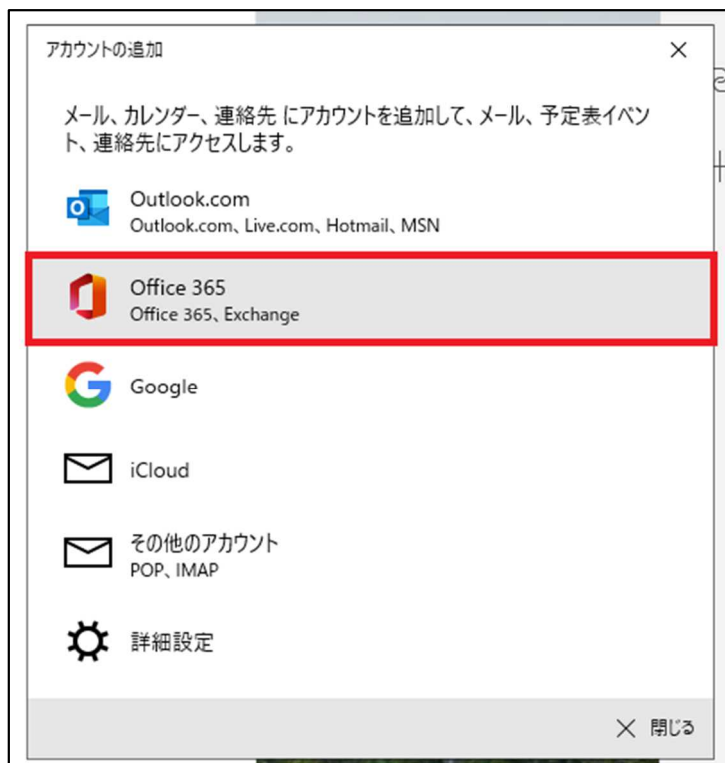 アカウントの追加
メール、カレンダー、連絡先 にアカウントを追加して、メール、予定表イベン
ト、連絡先にアクセスします。
Outlook.com
Outlook.com、Live.com、Hotmail、MSN
Office 365
Office 365、Exchange
Google
iCloud
その他のアカウント
POP、IMAP
詳細設定
閉じる